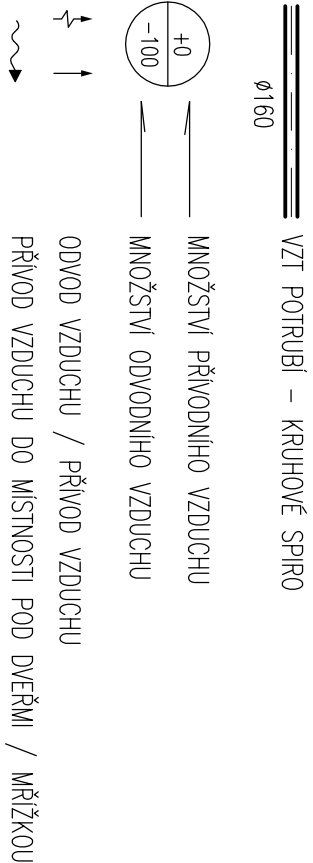 VZT POTRUBÍ - KRUHOVÉ SPIRO
ø160
MNOŽSTVÍ PŘÍVODNÍHO VZDUCHU
+0
-100
MNOŽSTVÍ ODVODNÍHO VZDUCHU
ODVOD VZDUCHU / PŘÍVOD VZDUCHU
PŘÍVOD VZDUCHU DO MÍSTNOSTI POD DVEŘMI / MŘÍŽKOU